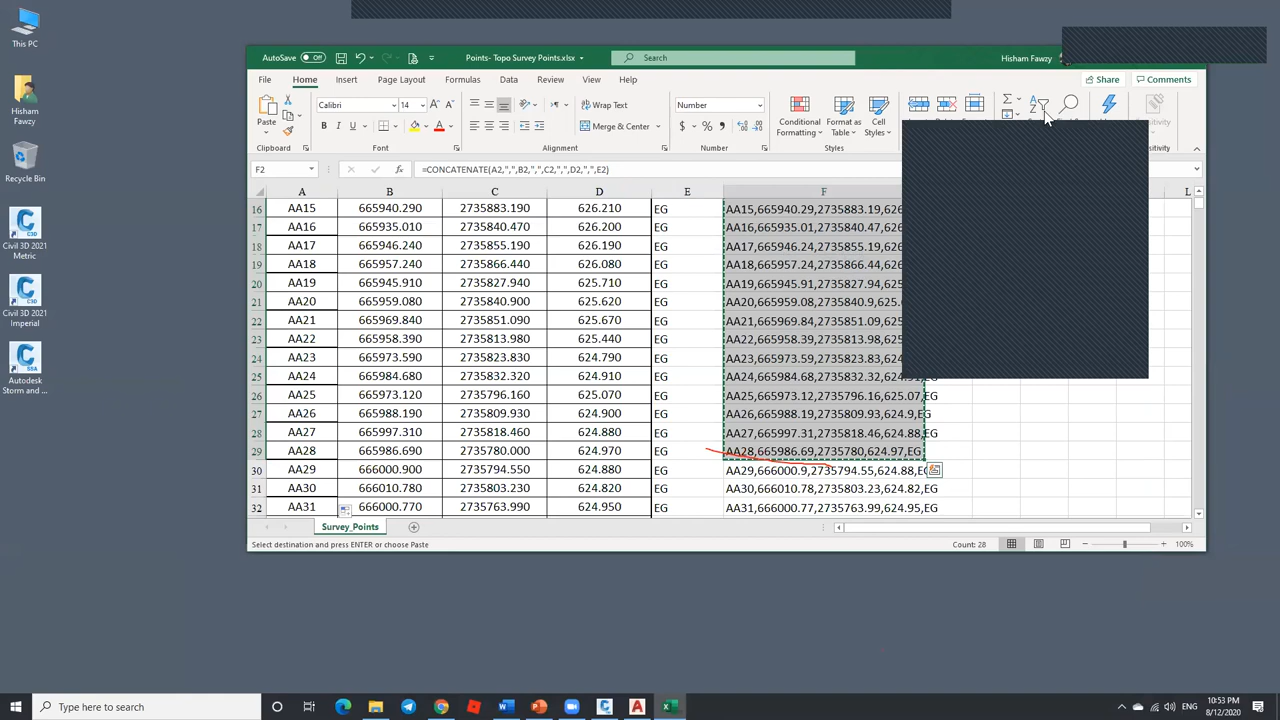 This PC
Hisham
Fawzy
Recycle Bin
Civil 3D 2021
Metric
Civil 3D 2021
Imperial
Autodesk
Storm and ...
AutoSave Off
Points- Topo Survey Points.xlsx
Search
Hisham Fawzy
File Home Insert Page Layout Formulas Data Review View Help
Share Comments
Paste
Calibri 14
B I U
Wrap Text
Merge & Center
Number
$ %
Conditional
Formatting
Format as
Table
Cell
Styles
Clipboard Font Alignment Number Styles
F2
fx =CONCATENATE(A2,",",B2,",",C2,",",D2,",",E2)
A B C D E F L
16 AA15 665940.290 2735883.190 626.210 EG AA15,665940.29,2735883.19,626
17 AA16 665935.010 2735840.470 626.200 EG AA16,665935.01,2735840.47,626
18 AA17 665946.240 2735855.190 626.190 EG AA17,665946.24,2735855.19,626
19 AA18 665957.240 2735866.440 626.080 EG AA18,665957.24,2735866.44,626
20 AA19 665945.910 2735827.940 625.710 EG AA19,665945.91,2735827.94,625
21 AA20 665959.080 2735840.900 625.620 EG AA20,665959.08,2735840.9,625.
22 AA21 665969.840 2735851.090 625.670 EG AA21,665969.84,2735851.09,625
23 AA22 665958.390 2735813.980 625.440 EG AA22,665958.39,2735813.98,625
24 AA23 665973.590 2735823.830 624.790 EG AA23,665973.59,2735823.83,624
25 AA24 665984.680 2735832.320 624.910 EG AA24,665984.68,2735832.32,624.91,EG
26 AA25 665973.120 2735796.160 625.070 EG AA25,665973.12,2735796.16,625.07,EG
27 AA26 665988.190 2735809.930 624.900 EG AA26,665988.19,2735809.93,624.9,EG
28 AA27 665997.310 2735818.460 624.880 EG AA27,665997.31,2735818.46,624.88,EG
29 AA28 665986.690 2735780.000 624.970 EG AA28,665986.69,2735780,624.97,EG
30 AA29 666000.900 2735794.550 624.880 EG AA29,666000.9,2735794.55,624.88,EG
31 AA30 666010.780 2735803.230 624.820 EG AA30,666010.78,2735803.23,624.82,EG
32 AA31 666000.770 2735763.990 624.950 EG AA31,666000.77,2735763.99,624.95,EG
Survey_Points
Select destination and press ENTER or choose Paste
Count: 28
100%
Type here to search
ENG
10:53 PM
8/12/2020